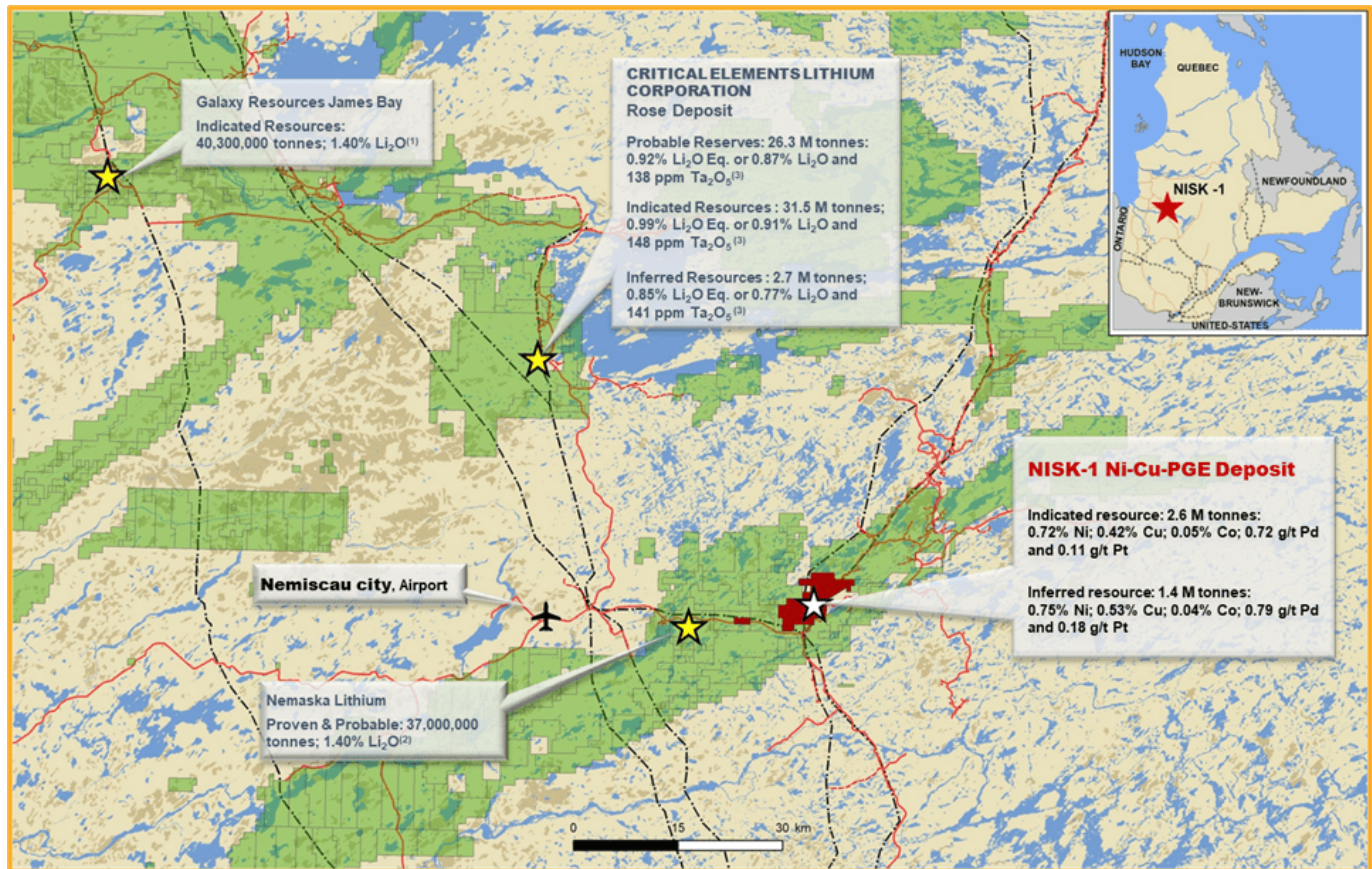 Galaxy Resources James Bay
Indicated Resources:
40,300,000 tonnes; 1.40% Li₂O⁽¹⁾
CRITICAL ELEMENTS LITHIUM
CORPORATION
Rose Deposit
Probable Reserves: 26.3 M tonnes:
0.92% Li₂O Eq. or 0.87% Li₂O and
138 ppm Ta₂O₅⁽³⁾
Indicated Resources : 31.5 M tonnes;
0.99% Li₂O Eq. or 0.91% Li₂O and
148 ppm Ta₂O₅⁽³⁾
Inferred Resources : 2.7 M tonnes;
0.85% Li₂O Eq. or 0.77% Li₂O and
141 ppm Ta₂O₅⁽³⁾
HUDSON
BAY
QUEBEC
NISK -1
NEWFOUNDLAND
ONTARIO
NEW-
BRUNSWICK
UNITED-STATES
NISK-1 Ni-Cu-PGE Deposit
Indicated resource: 2.6 M tonnes:
0.72% Ni; 0.42% Cu; 0.05% Co; 0.72 g/t Pd
and 0.11 g/t Pt
Inferred resource: 1.4 M tonnes:
0.75% Ni; 0.53% Cu; 0.04% Co; 0.79 g/t Pd
and 0.18 g/t Pt
Nemiscau city, Airport
Nemaska Lithium
Proven & Probable: 37,000,000
tonnes; 1.40% Li₂O⁽²⁾
0 15 30 km